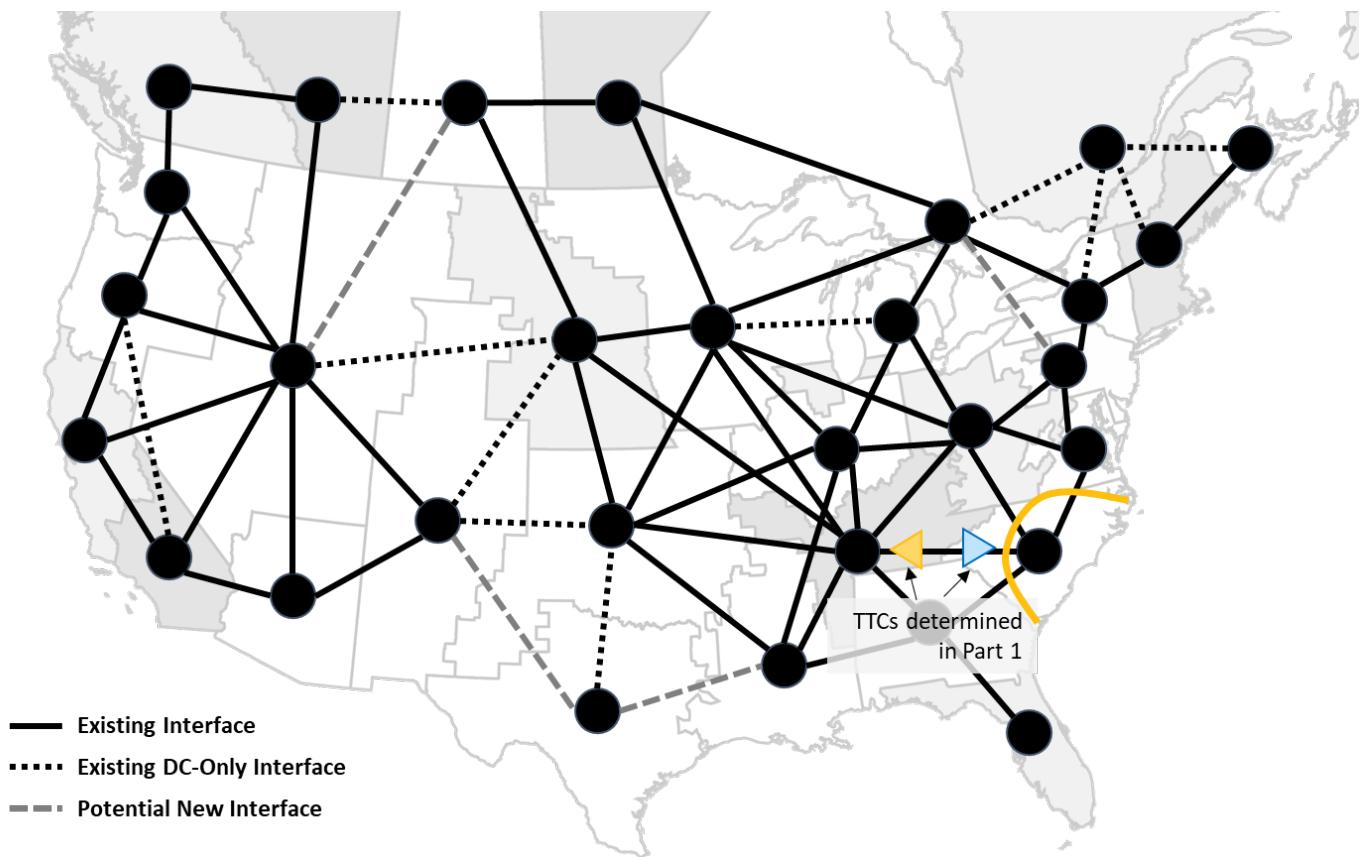 TTCs determined
in Part 1
Existing Interface
Existing DC-Only Interface
Potential New Interface